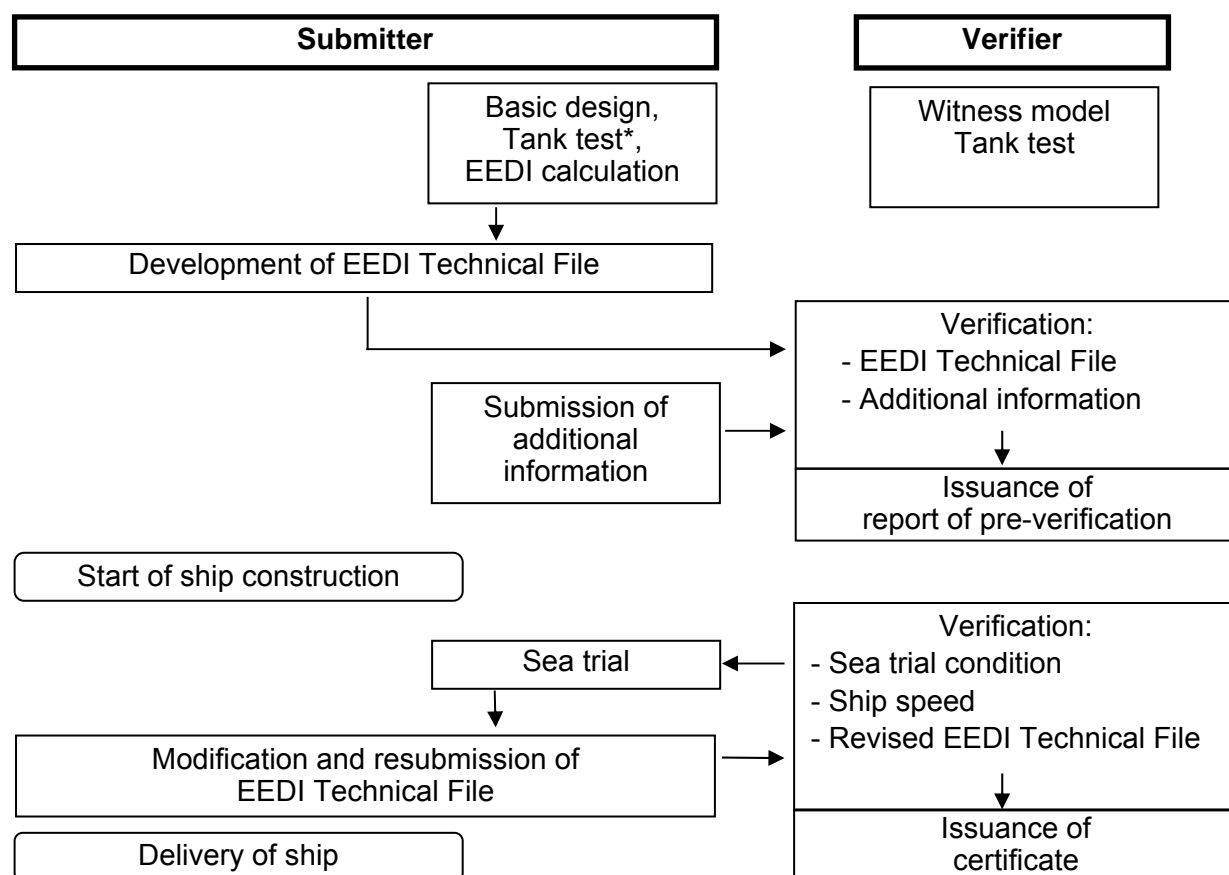 Submitter
Verifier
Basic design,
Tank test*,
EEDI calculation
Witness model
Tank test
Development of EEDI Technical File
Verification:
- EEDI Technical File
- Additional information
Submission of
additional
information
Issuance of
report of pre-verification
Start of ship construction
Verification:
- Sea trial condition
- Ship speed
- Revised EEDI Technical File
Sea trial
Modification and resubmission of
EEDI Technical File
Issuance of
certificate
Delivery of ship